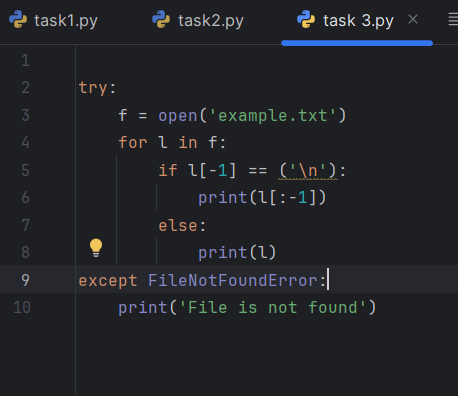 task1.py task2.py task 3.py
1
2 try:
3     f = open('example.txt')
4     for l in f:
5         if l[-1] == ('\n'):
6             print(l[:-1])
7         else:
8             print(l)
9 except FileNotFoundError:
10     print('File is not found')